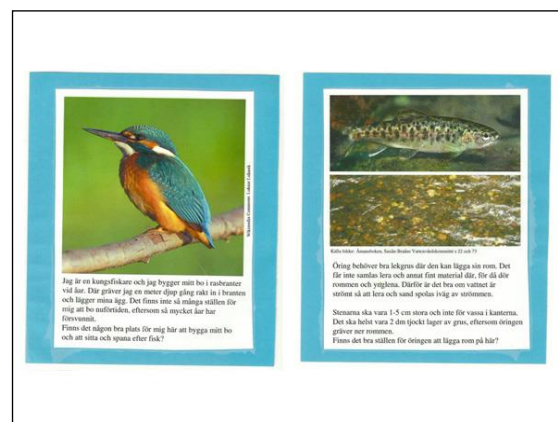 Jag är en kungsfiskare och jag bygger mitt bo i rasbranter
vid åar. Där gräver jag en meter djup gång rakt in i branten
och lägger mina ägg. Det finns inte så många ställen för
mig att bo nuförtiden, eftersom så mycket åar har
försvunnit.
Finns det någon bra plats för mig här att bygga mitt bo
och att sitta och spana efter fisk?
Wikimedia Commons Lukasz Lukasik
Öring behöver bra lekgrus där den kan lägga sin rom. Det
får inte samlas lera och annat fint material där, för då dör
rommen och ynglena. Därför är det bra om vattnet är
strömt så att lera och sand spolas iväg av strömmen.
Stenarna ska vara 1-5 cm stora och inte för vassa i kanterna.
Det ska helst vara 2 dm tjockt lager av grus, eftersom öringen
gräver ner rommen.
Finns det bra ställen för öringen att lägga rom på här?